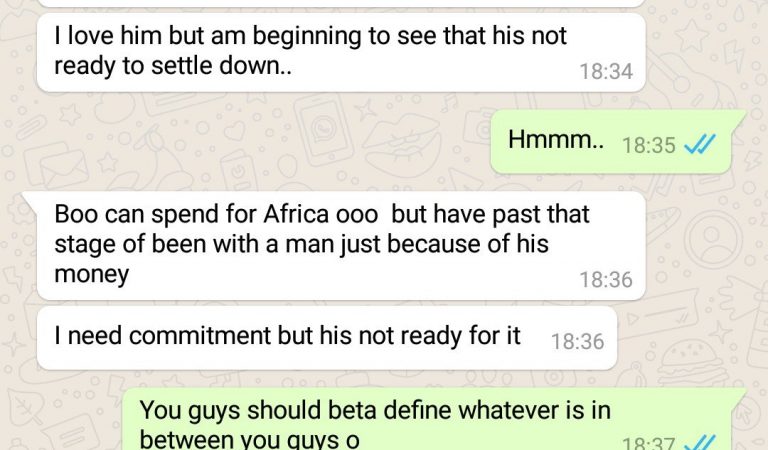 I love him but am beginning to see that his not
ready to settle down..
18:34
Hmmm..
18:35
Boo can spend for Africa ooo  but have past that
stage of been with a man just because of his
money
18:36
I need commitment but his not ready for it
18:36
You guys should beta define whatever is in
between you guys o
18:37